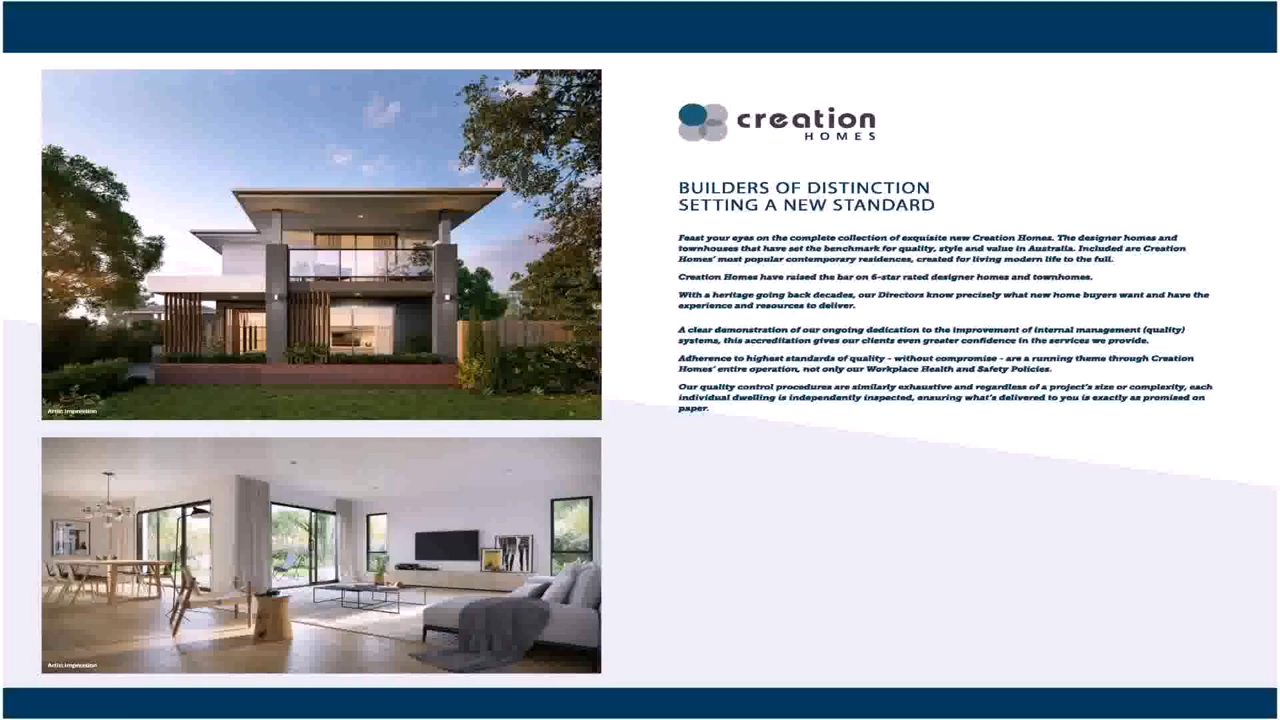 creation
HOMES
BUILDERS OF DISTINCTION
SETTING A NEW STANDARD
Feast your eyes on the complete collection of exquisite new Creation Homes. The designer homes and
townhouses that have set the benchmark for quality, style and value in Australia. Included are Creation
Homes' most popular contemporary residences, created for living modern life to the full.
Creation Homes have raised the bar on 6-star rated designer homes and townhomes.
With a heritage going back decades, our Directors know precisely what new home buyers want and have the
experience and resources to deliver.
A clear demonstration of our ongoing dedication to the improvement of internal management (quality)
systems, this accreditation gives our clients even greater confidence in the services we provide.
Adherence to highest standards of quality - without compromise - are a running theme through Creation
Homes' entire operation, not only our Workplace Health and Safety Policies.
Our quality control procedures are similarly exhaustive and regardless of a project's size or complexity, each
individual dwelling is independently inspected, ensuring what's delivered to you is exactly as promised on
paper.
Artist Impression
Artist Impression